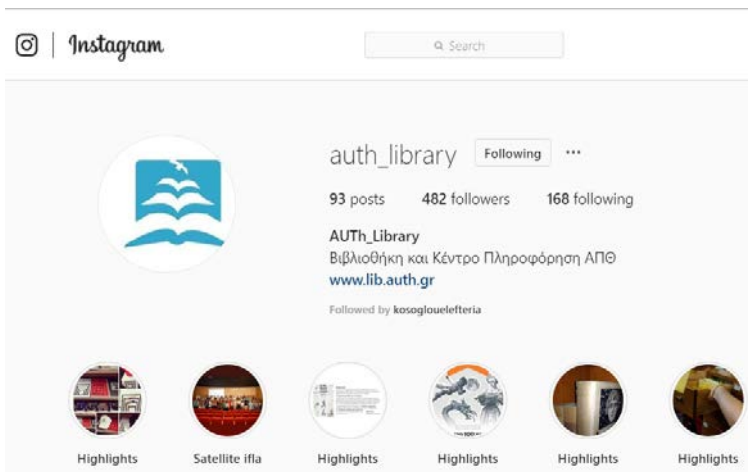 Instagram
Search
auth_library Following ...
93 posts 482 followers 168 following
AUTh_Library
Βιβλιοθήκη και Κέντρο Πληροφόρηση ΑΠΘ
www.lib.auth.gr
Followed by kosoglouelefteria
Highlights Satellite ifla Highlights Highlights Highlights Highlights